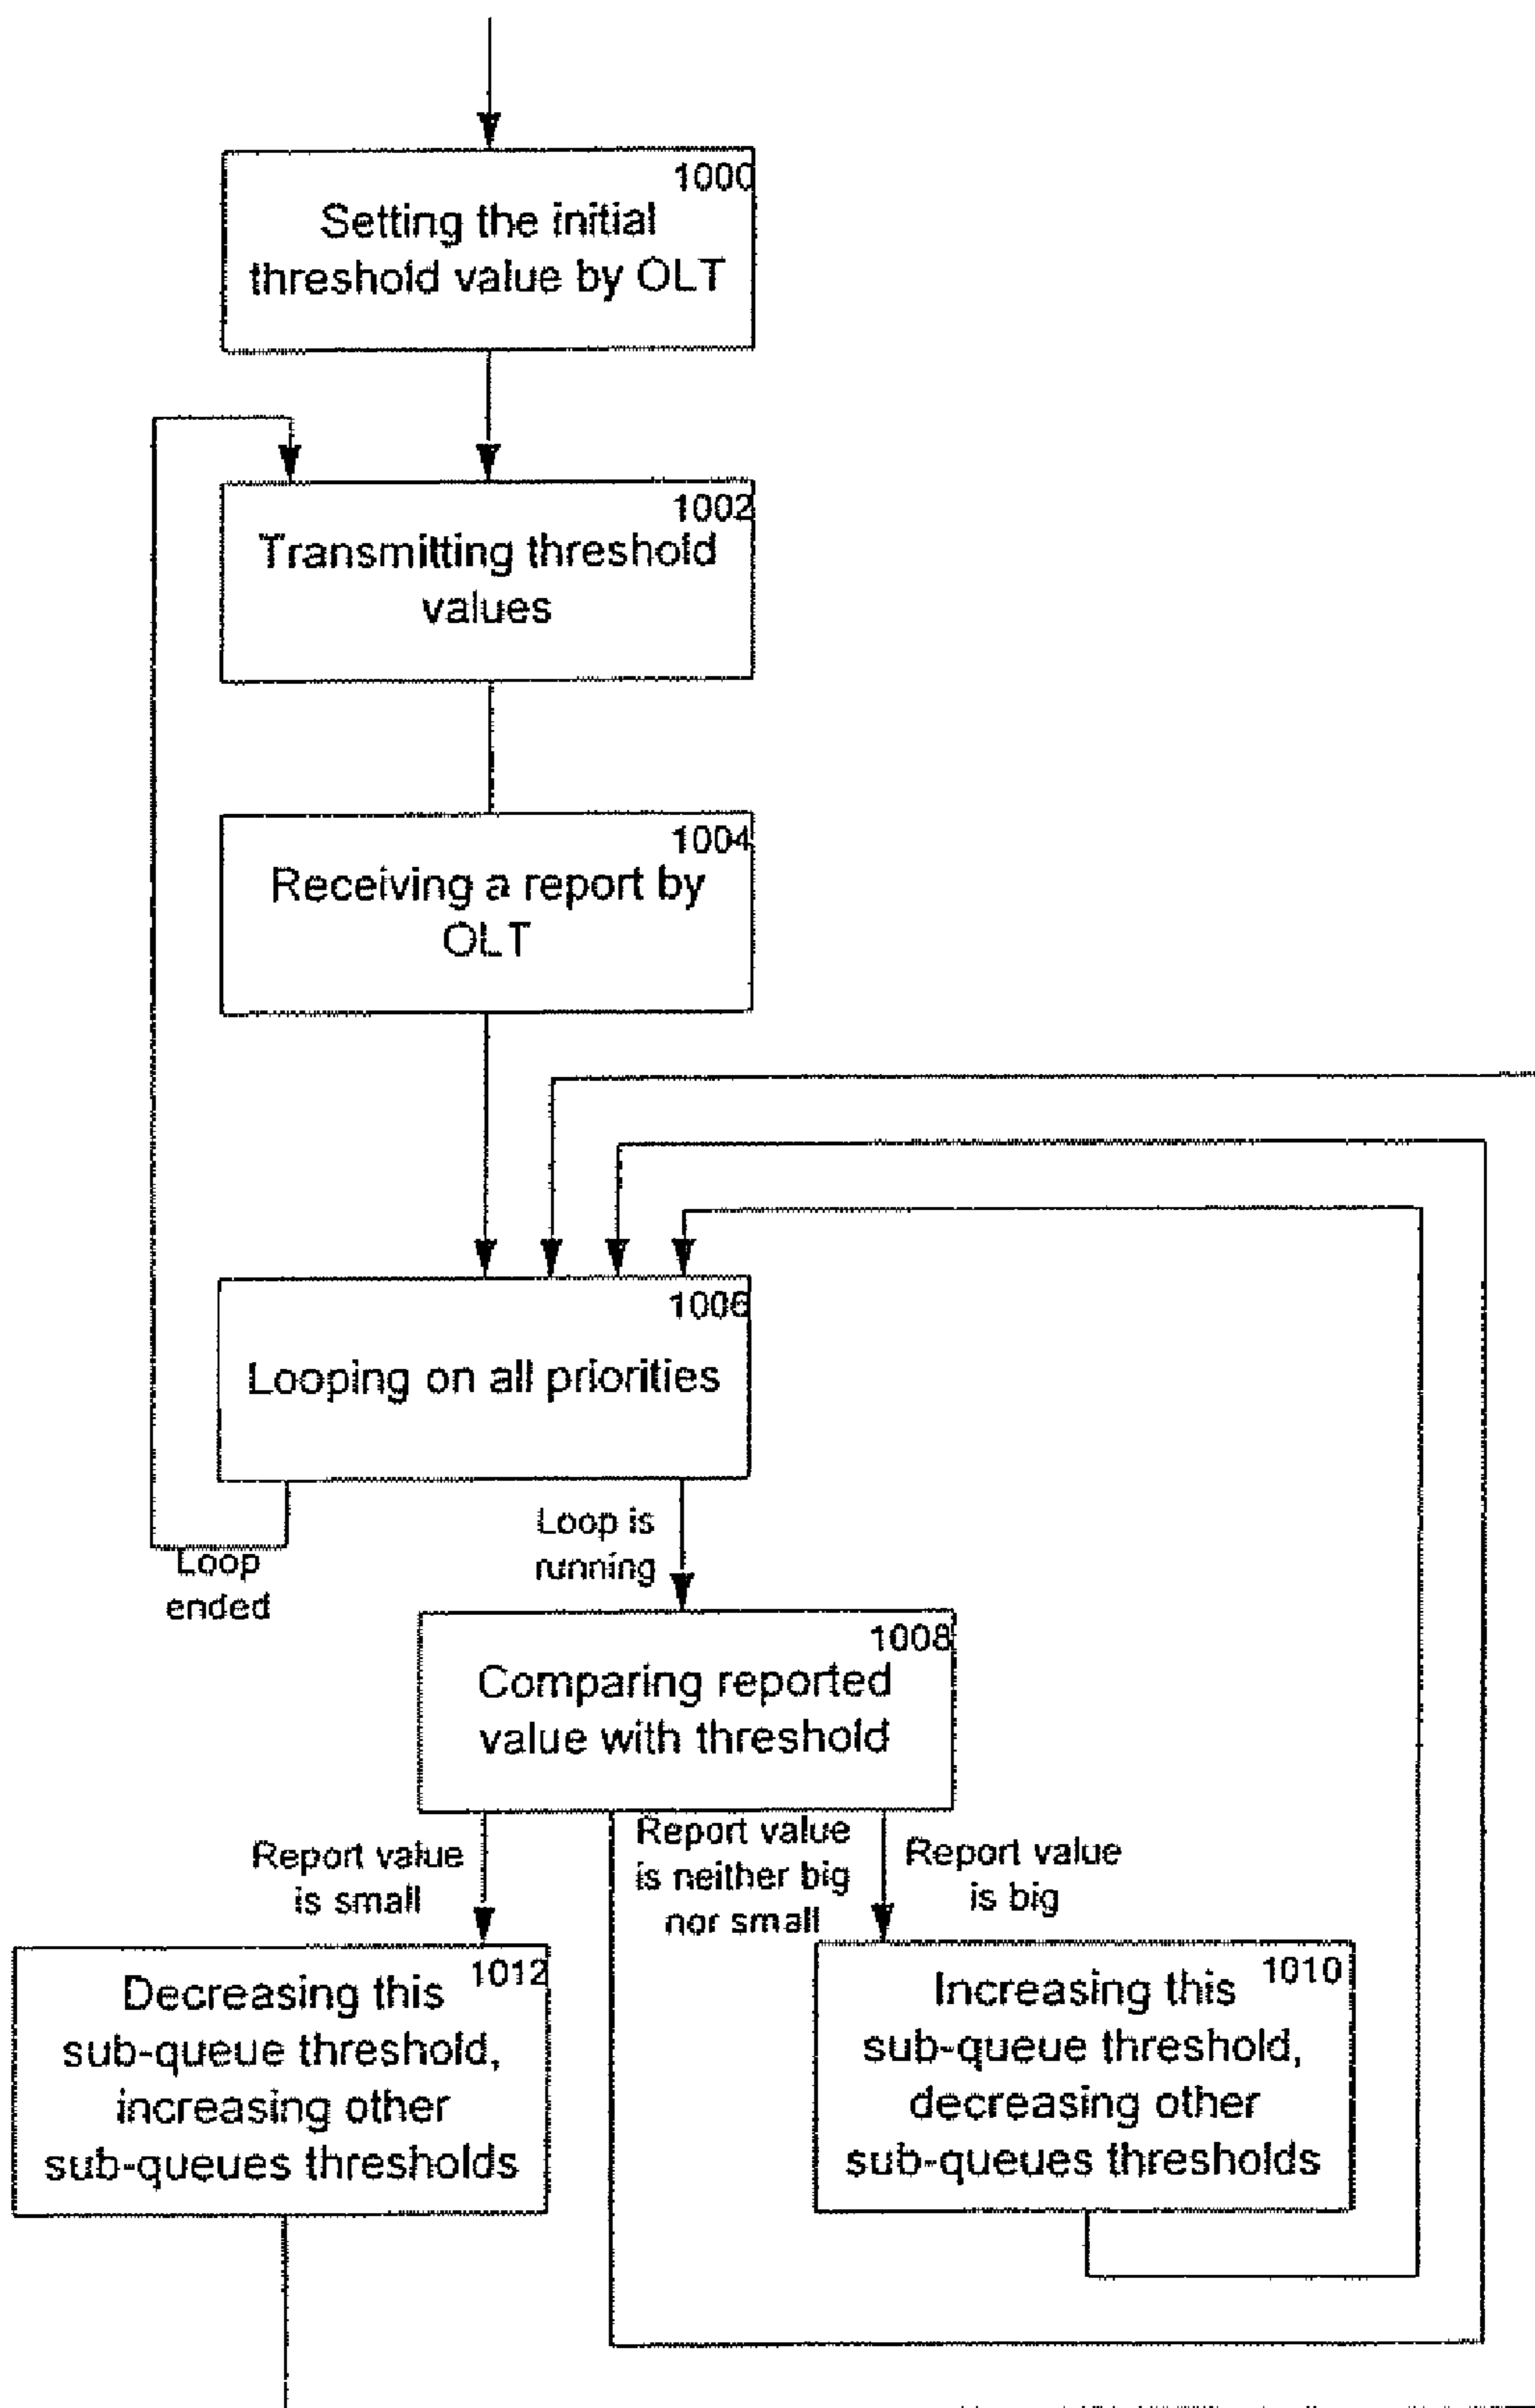 1000
Setting the initial
threshold value by OLT
1002
Transmitting threshold
values
1004
Receiving a report by
OLT
1006
Looping on all priorities
Loop is
running
Loop
ended
1008
Comparing reported
value with threshold
Report value
is small
Report value
is neither big
nor small
Report value
is big
1012
Decreasing this
sub-queue threshold,
increasing other
sub-queues thresholds
1010
Increasing this
sub-queue threshold,
decreasing other
sub-queues thresholds